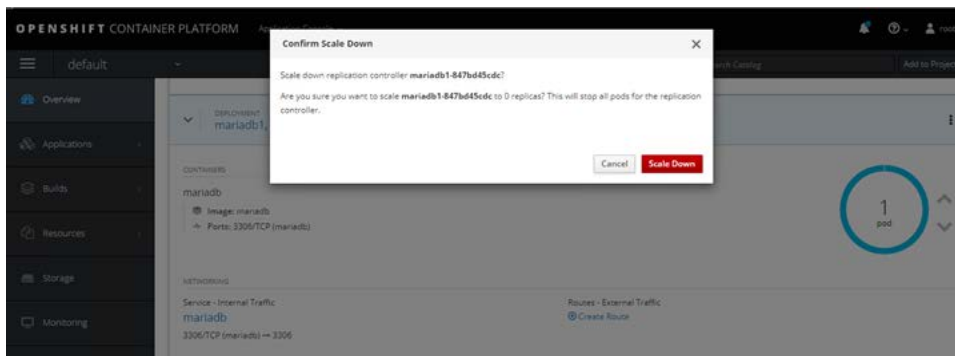 OPENSHIFT CONTAINER PLATFORM
default
Search Catalog
Add to Project
Confirm Scale Down
Scale down replication controller mariadb1-847bd45cdc?
Are you sure you want to scale mariadb1-847bd45cdc to 0 replicas? This will stop all pods for the replication
controller.
Cancel
Scale Down
Overview
Applications
Builds
Resources
Storage
Monitoring
DEPLOYMENT
mariadb1,
CONTAINERS
mariadb
Image: mariadb
Ports: 3306/TCP (mariadb)
1
pod
NETWORKING
Service - Internal Traffic
mariadb
3306/TCP (mariadb) → 3306
Routes - External Traffic
Create Route